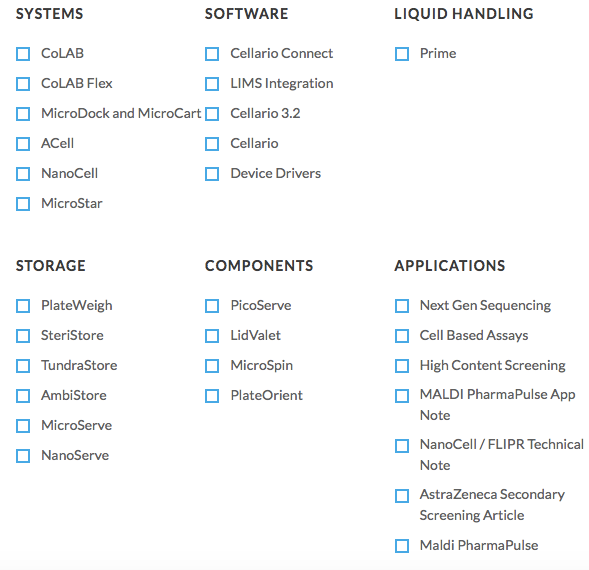 SYSTEMS
CoLAB
CoLAB Flex
MicroDock and MicroCart
ACell
NanoCell
MicroStar
SOFTWARE
Cellario Connect
LIMS Integration
Cellario 3.2
Cellario
Device Drivers
LIQUID HANDLING
Prime
STORAGE
PlateWeigh
SteriStore
TundraStore
AmbiStore
MicroServe
NanoServe
COMPONENTS
PicoServe
LidValet
MicroSpin
PlateOrient
APPLICATIONS
Next Gen Sequencing
Cell Based Assays
High Content Screening
MALDI PharmaPulse App
Note
NanoCell / FLIPR Technical
Note
AstraZeneca Secondary
Screening Article
Maldi PharmaPulse